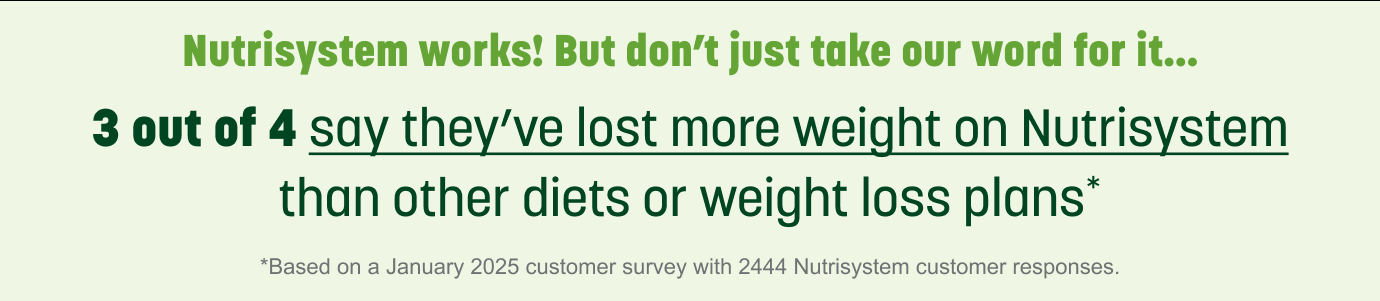 Nutrisystem works! But don’t just take our word for it...
3 out of 4 say they’ve lost more weight on Nutrisystem
than other diets or weight loss plans*
*Based on a January 2025 customer survey with 2444 Nutrisystem customer responses.